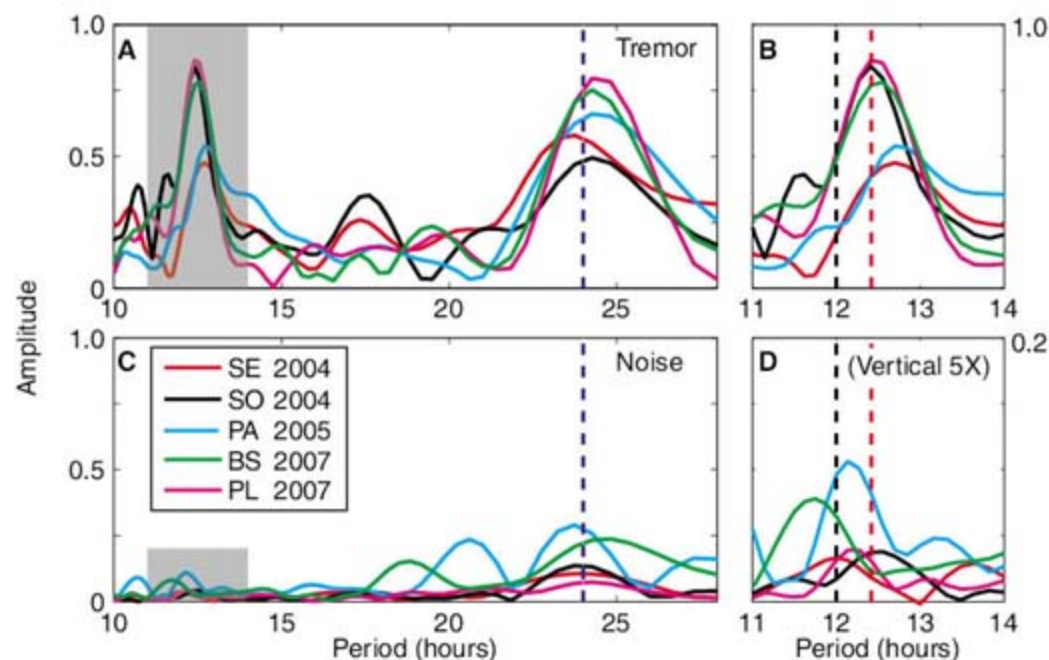 1.0
A
Tremor
B
1.0
Amplitude
0.5
0
10
15
20
25
11
12
13
14
1.0
C
Noise
D
(Vertical 5X)
0.2
SE 2004
SO 2004
PA 2005
BS 2007
PL 2007
0.5
0
10
15
20
25
11
12
13
14
Period (hours)
Period (hours)